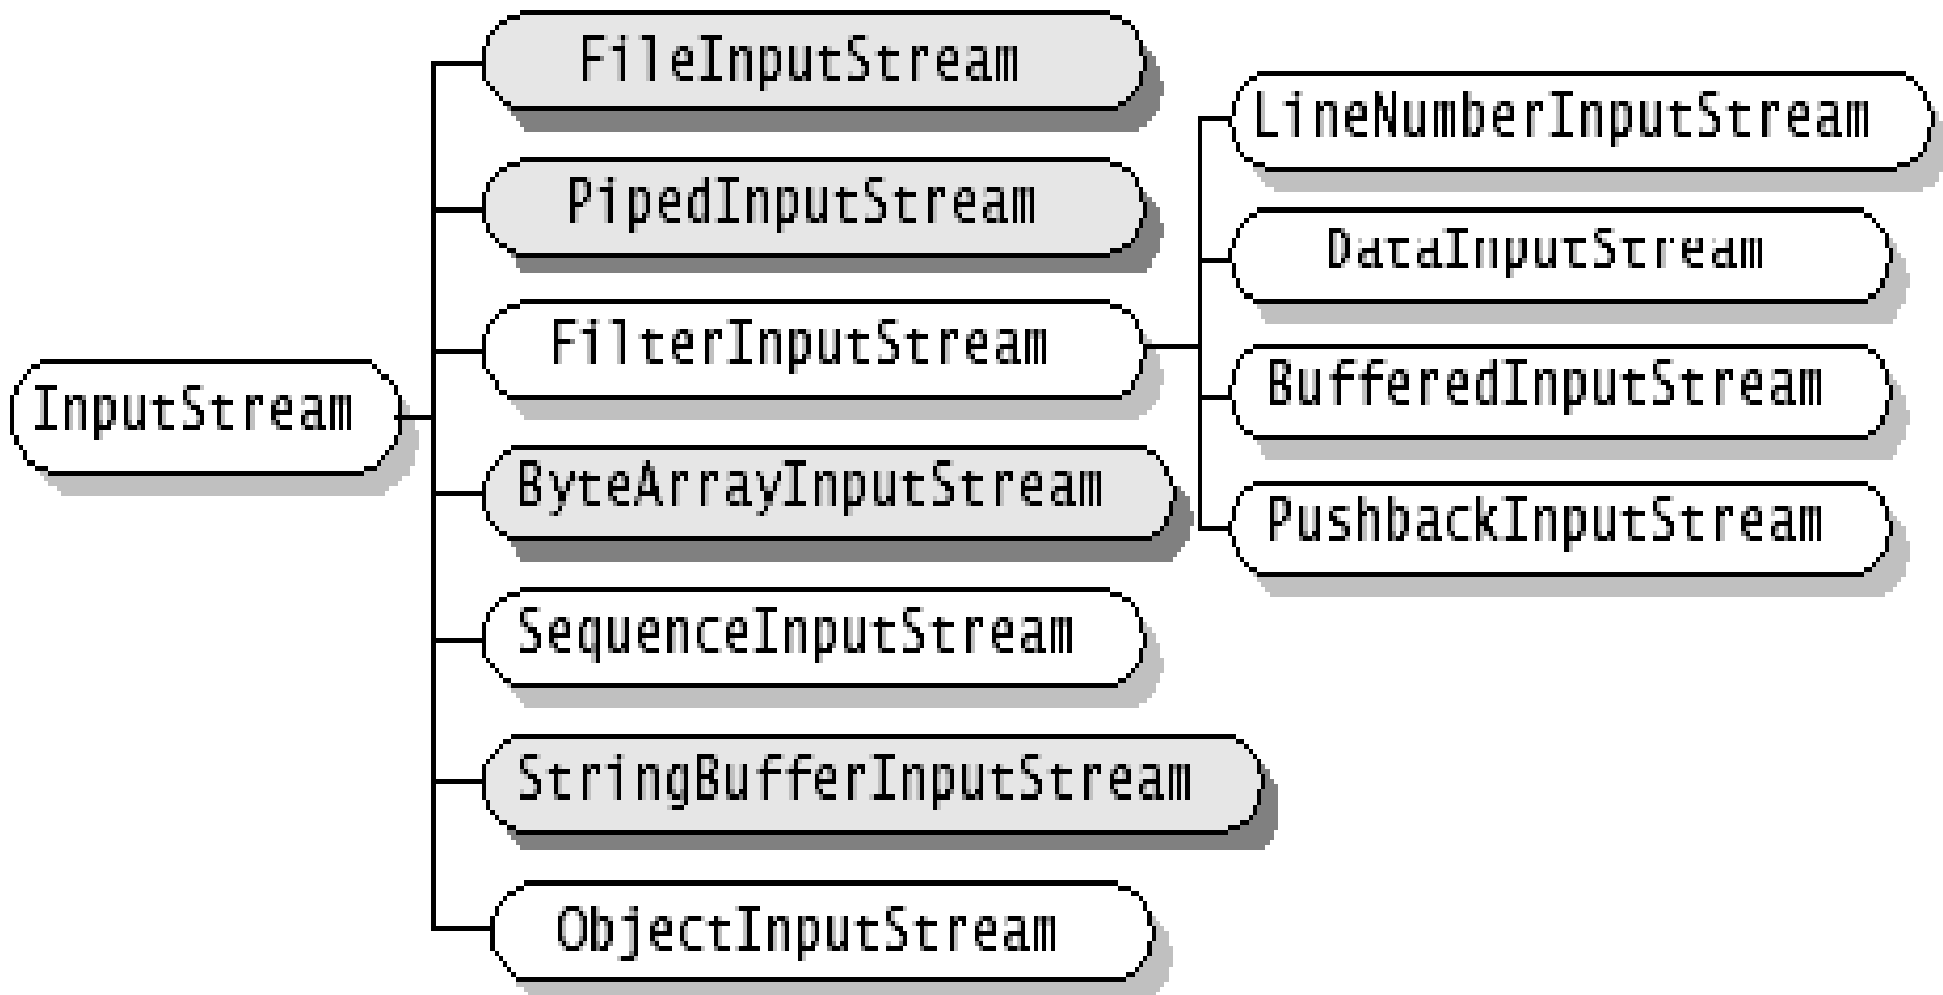 InputStream
FileInputStream
PipedInputStream
FilterInputStream
ByteArrayInputStream
SequenceInputStream
StringBufferInputStream
ObjectInputStream
LineNumberInputStream
DataInputStream
BufferedInputStream
PushbackInputStream